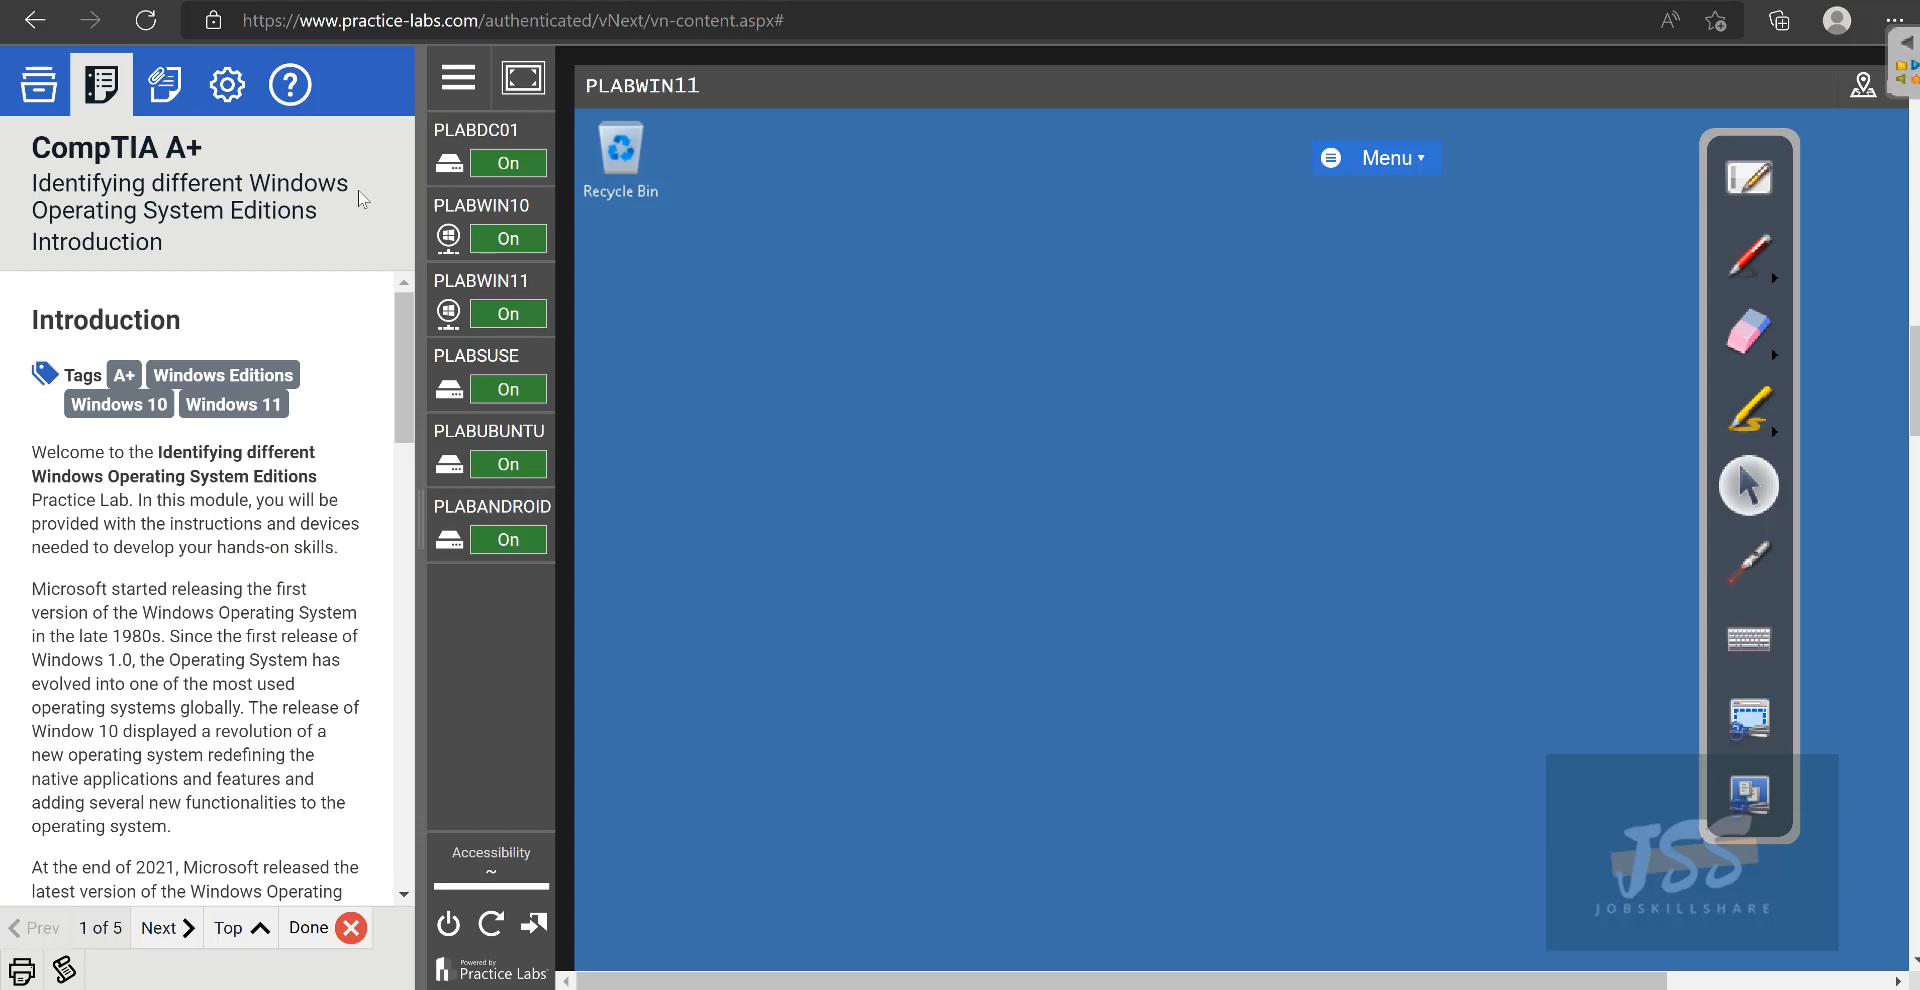 https://www.practice-labs.com/authenticated/vNext/vn-content.aspx#
CompTIA A+
Identifying different Windows
Operating System Editions
Introduction
Introduction
Tags A+ Windows Editions
Windows 10 Windows 11
Welcome to the Identifying different
Windows Operating System Editions
Practice Lab. In this module, you will be
provided with the instructions and devices
needed to develop your hands-on skills.
Microsoft started releasing the first
version of the Windows Operating System
in the late 1980s. Since the first release of
Windows 1.0, the Operating System has
evolved into one of the most used
operating systems globally. The release of
Window 10 displayed a revolution of a
new operating system redefining the
native applications and features and
adding several new functionalities to the
operating system.
At the end of 2021, Microsoft released the
latest version of the Windows Operating
Prev 1 of 5 Next Top Done
PLABDC01
On
PLABWIN10
On
PLABWIN11
On
PLABSUSE
On
PLABUBUNTU
On
PLABANDROID
On
Accessibility
~
Powered by
Practice Labs
PLABWIN11
Recycle Bin
Menu
JSS
JOBSKILLSHARE